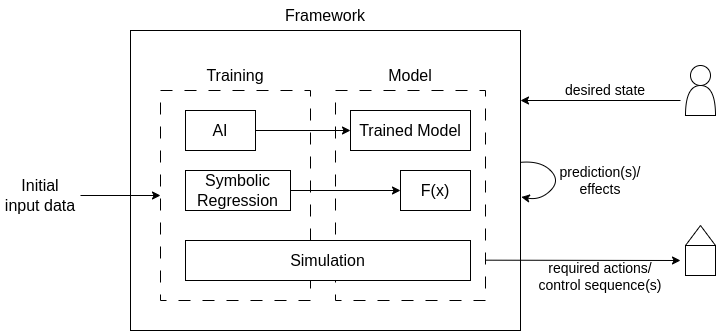 Framework
Training
Model
AI
Trained Model
desired state
Symbolic
Regression
F(x)
prediction(s)/
effects
Initial
input data
Simulation
required actions/
control sequence(s)